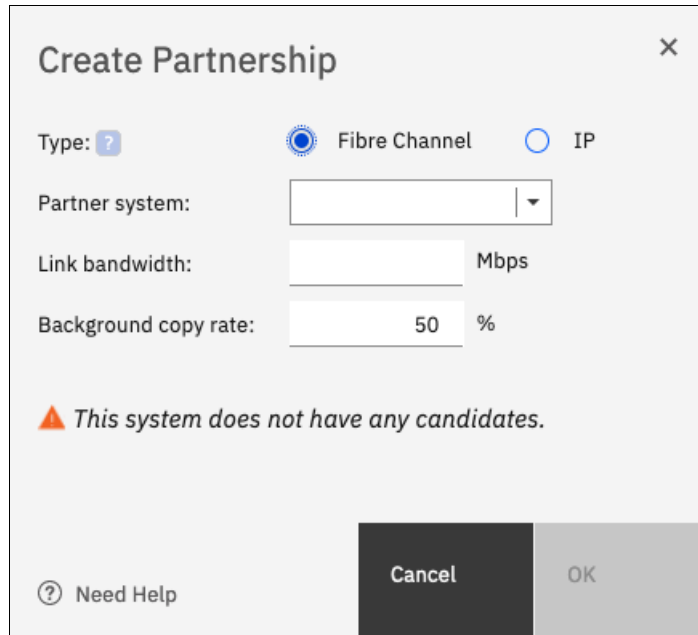 Create Partnership
Type: ? Fibre Channel IP
Partner system:
Link bandwidth: Mbps
Background copy rate: 50 %
This system does not have any candidates.
? Need Help Cancel OK